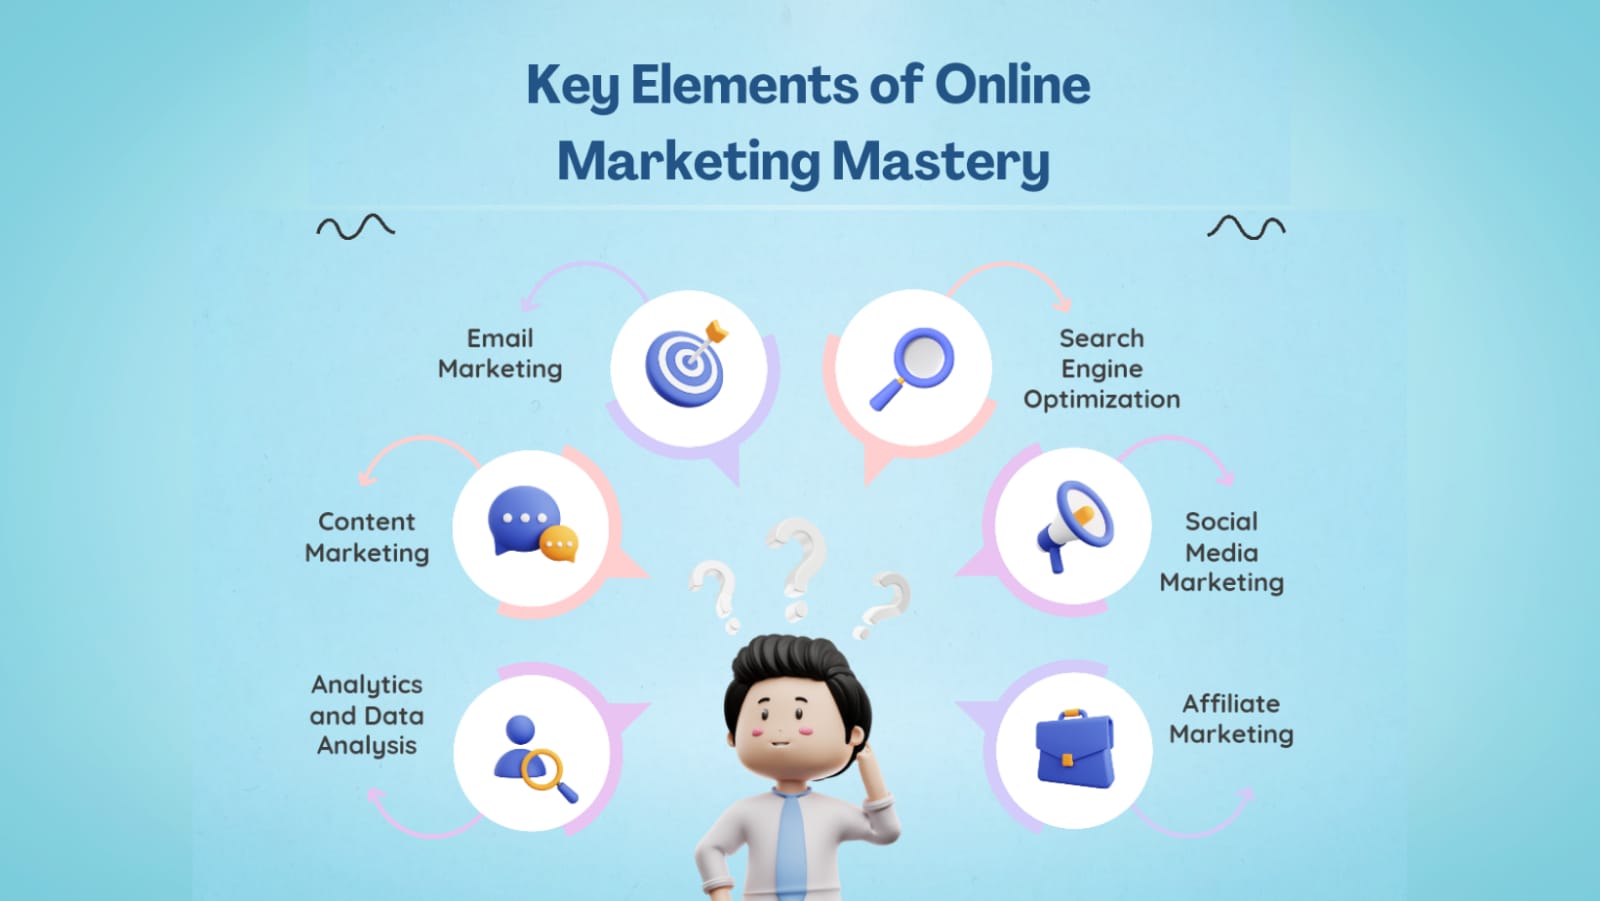 Key Elements of Online
Marketing Mastery
Email
Marketing
Search
Engine
Optimization
Content
Marketing
Social
Media
Marketing
Analytics
and Data
Analysis
Affiliate
Marketing